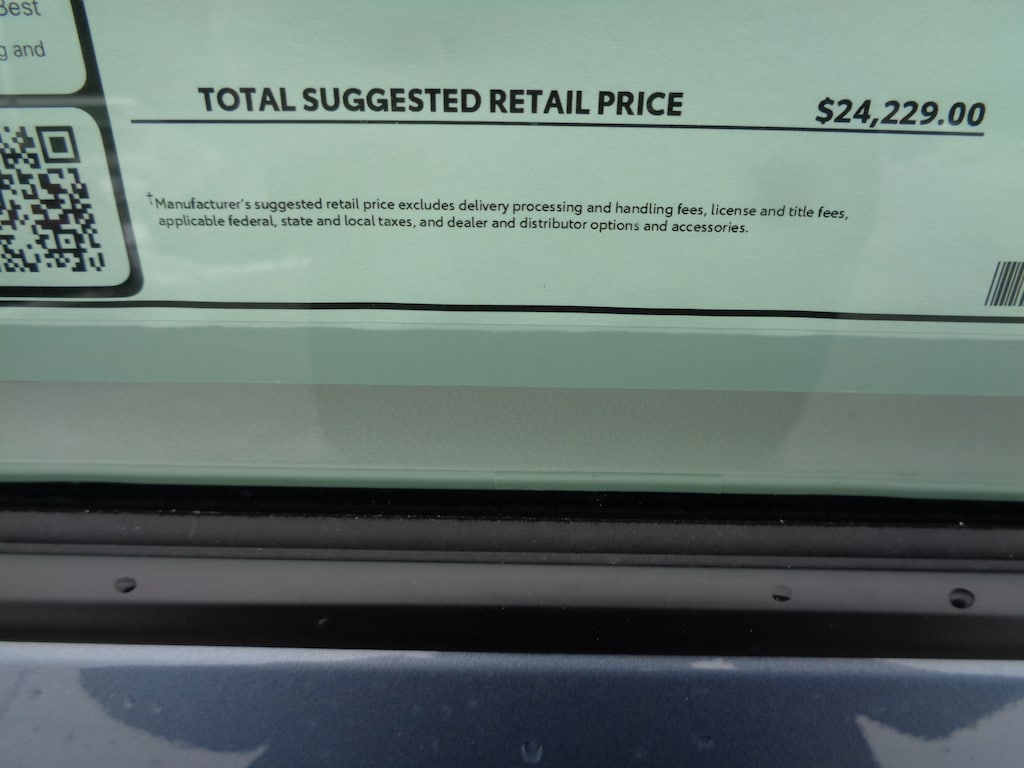 Best
g and
TOTAL SUGGESTED RETAIL PRICE $24,229.00
†Manufacturer's suggested retail price excludes delivery processing and handling fees, license and title fees,
applicable federal, state and local taxes, and dealer and distributor options and accessories.